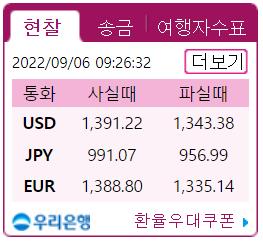 현찰 송금 여행자수표
2022/09/06 09:26:32 더보기
통화 사실때 파실때
USD 1,391.22 1,343.38
JPY 991.07 956.99
EUR 1,388.80 1,335.14
우리은행 환율우대쿠폰